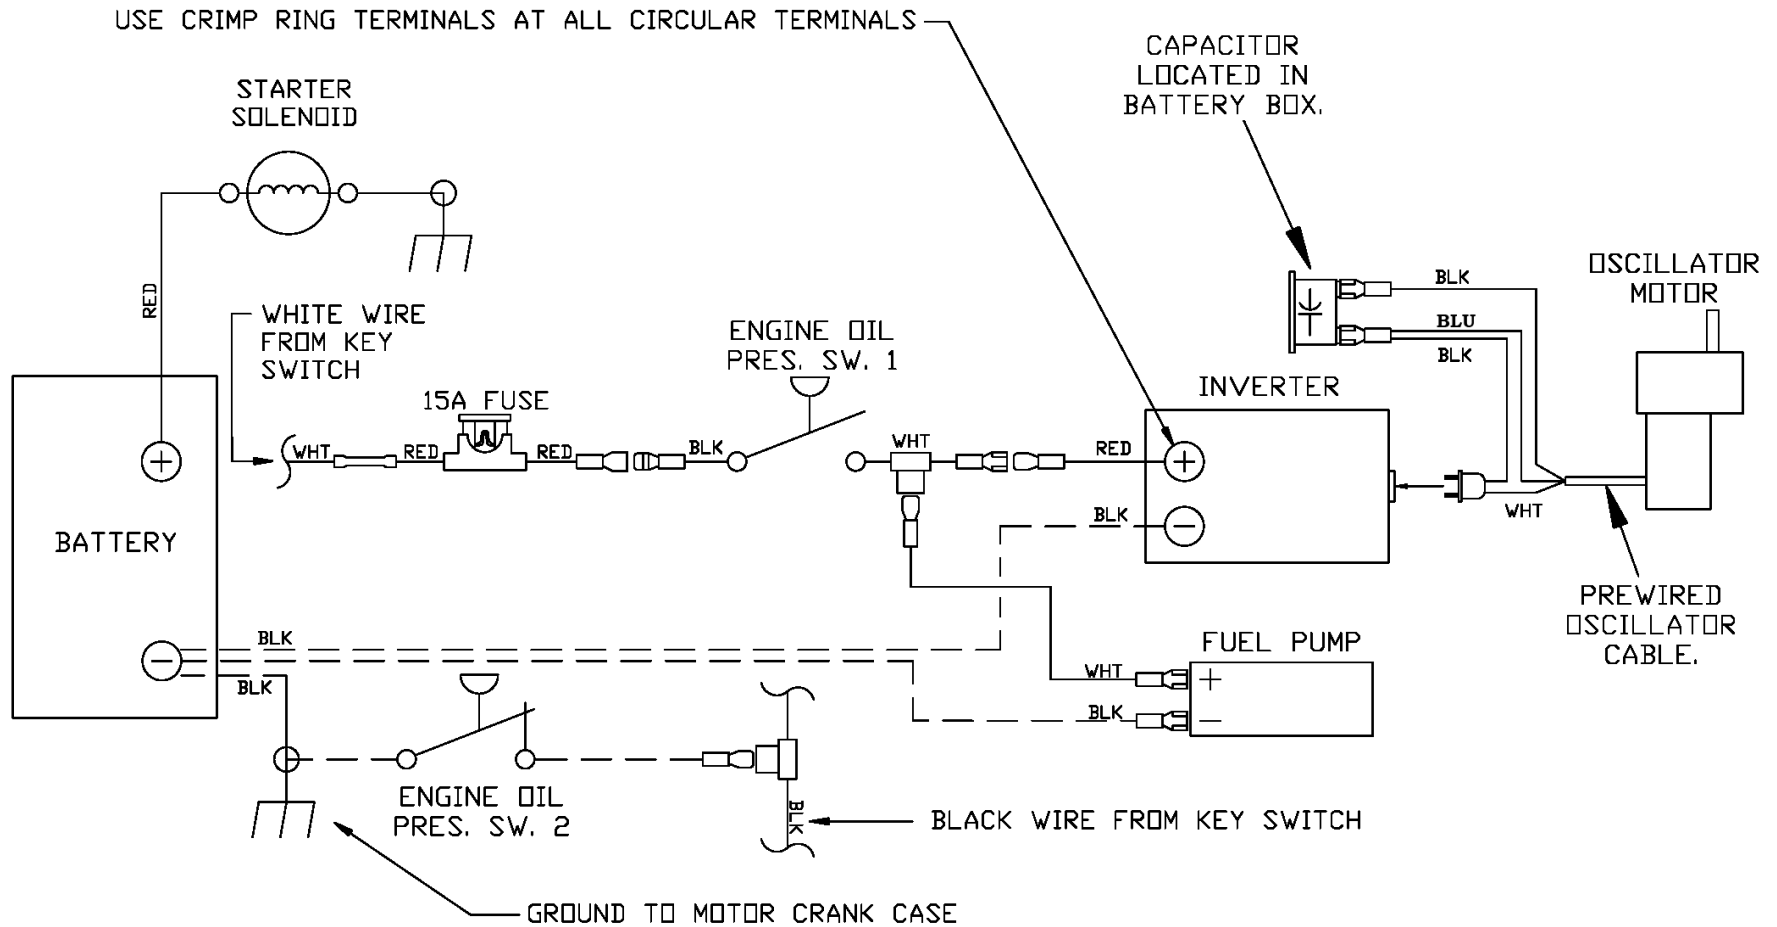 USE CRIMP RING TERMINALS AT ALL CIRCULAR TERMINALS
CAPACITOR
LOCATED IN
BATTERY BOX.
STARTER
SOLENOID
OSCILLATOR
MOTOR
BLK
RED
WHITE WIRE
FROM KEY
SWITCH
ENGINE OIL
PRES. SW. 1
BLU
BLK
INVERTER
15A FUSE
WHT
RED
RED
BLK
WHT
RED
+
+
BATTERY
BLK
−
WHT
PREWIRED
OSCILLATOR
CABLE.
BLK
−
BLK
FUEL PUMP
WHT
+
BLK
−
ENGINE OIL
PRES. SW. 2
BLK
BLACK WIRE FROM KEY SWITCH
GROUND TO MOTOR CRANK CASE